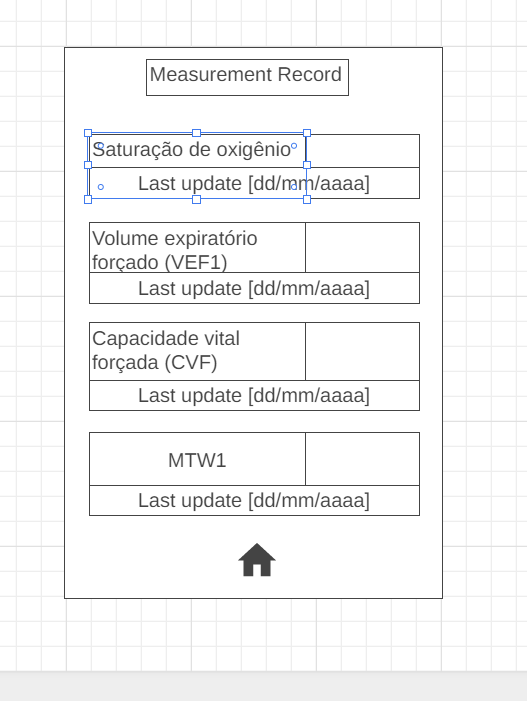 Measurement Record
Saturação de oxigênio
Last update [dd/mm/aaaa]
Volume expiratório
forçado (VEF1)
Last update [dd/mm/aaaa]
Capacidade vital
forçada (CVF)
Last update [dd/mm/aaaa]
MTW1
Last update [dd/mm/aaaa]